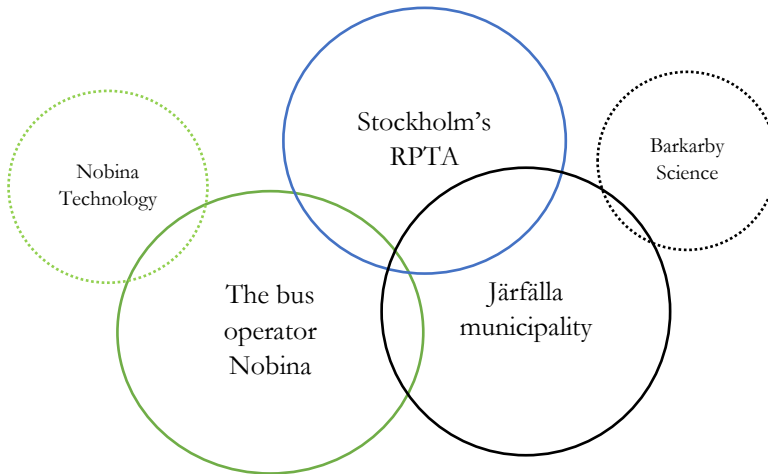 Stockholm's
RPTA
Nobina
Technology
Barkarby
Science
The bus
operator
Nobina
Järfälla
municipality